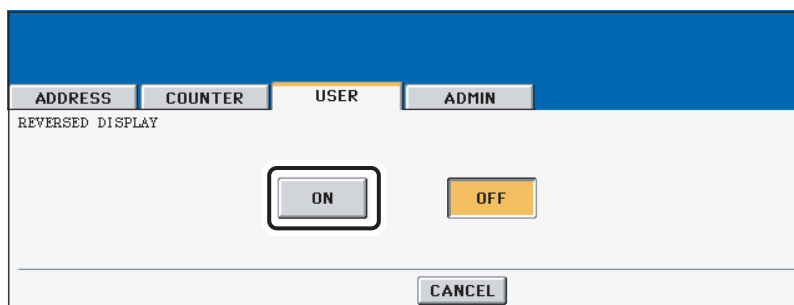 ADDRESS COUNTER USER ADMIN
REVERSED DISPLAY
ON OFF
CANCEL